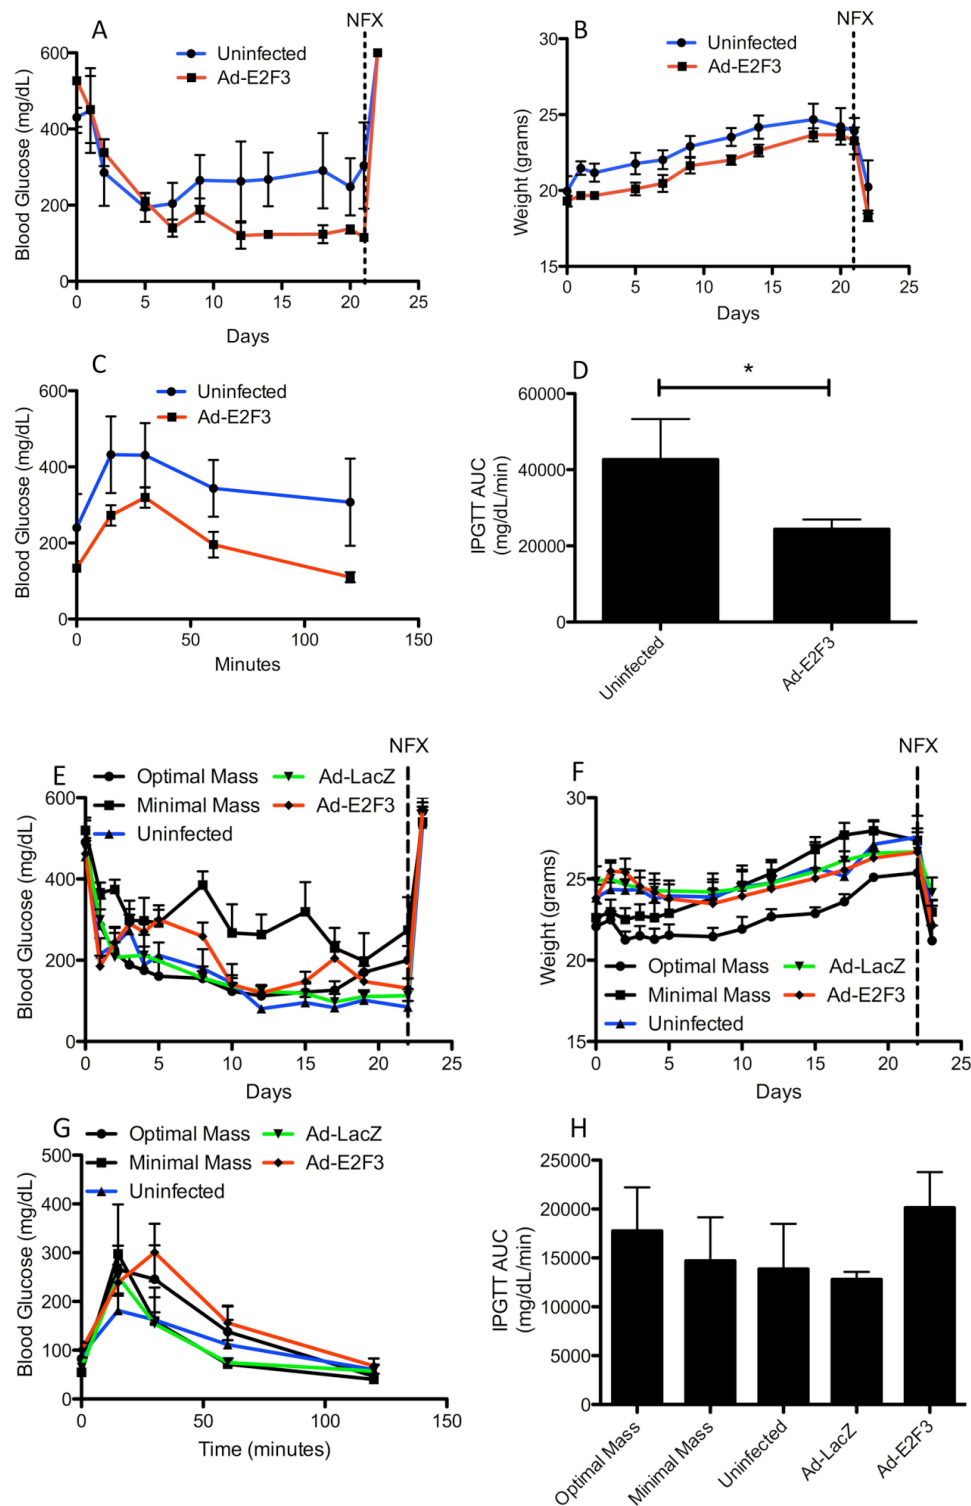 NFX
A
Uninfected
Ad-E2F3
Blood Glucose (mg/dL)
600
400
200
0
0 5 10 15 20 25
Days
NFX
B
Uninfected
Ad-E2F3
Weight (grams)
30
25
20
15
0 5 10 15 20 25
Days
C
Uninfected
Ad-E2F3
Blood Glucose (mg/dL)
600
400
200
0
0 50 100 150
Minutes
D
*
IPGTT AUC
(mg/dL/min)
60000
40000
20000
0
Uninfected
Ad-E2F3
NFX
E
Optimal Mass
Ad-LacZ
Minimal Mass
Ad-E2F3
Uninfected
Blood Glucose (mg/dL)
600
400
200
0
0 5 10 15 20 25
Days
NFX
F
Weight (grams)
30
25
20
15
Optimal Mass
Ad-LacZ
Minimal Mass
Ad-E2F3
Uninfected
0 5 10 15 20 25
Days
G
Optimal Mass
Ad-LacZ
Minimal Mass
Ad-E2F3
Uninfected
Blood Glucose (mg/dL)
500
400
300
200
100
0
0 50 100 150
Time (minutes)
H
IPGTT AUC
(mg/dL/min)
25000
20000
15000
10000
5000
0
Optimal Mass
Minimal Mass
Uninfected
Ad-LacZ
Ad-E2F3